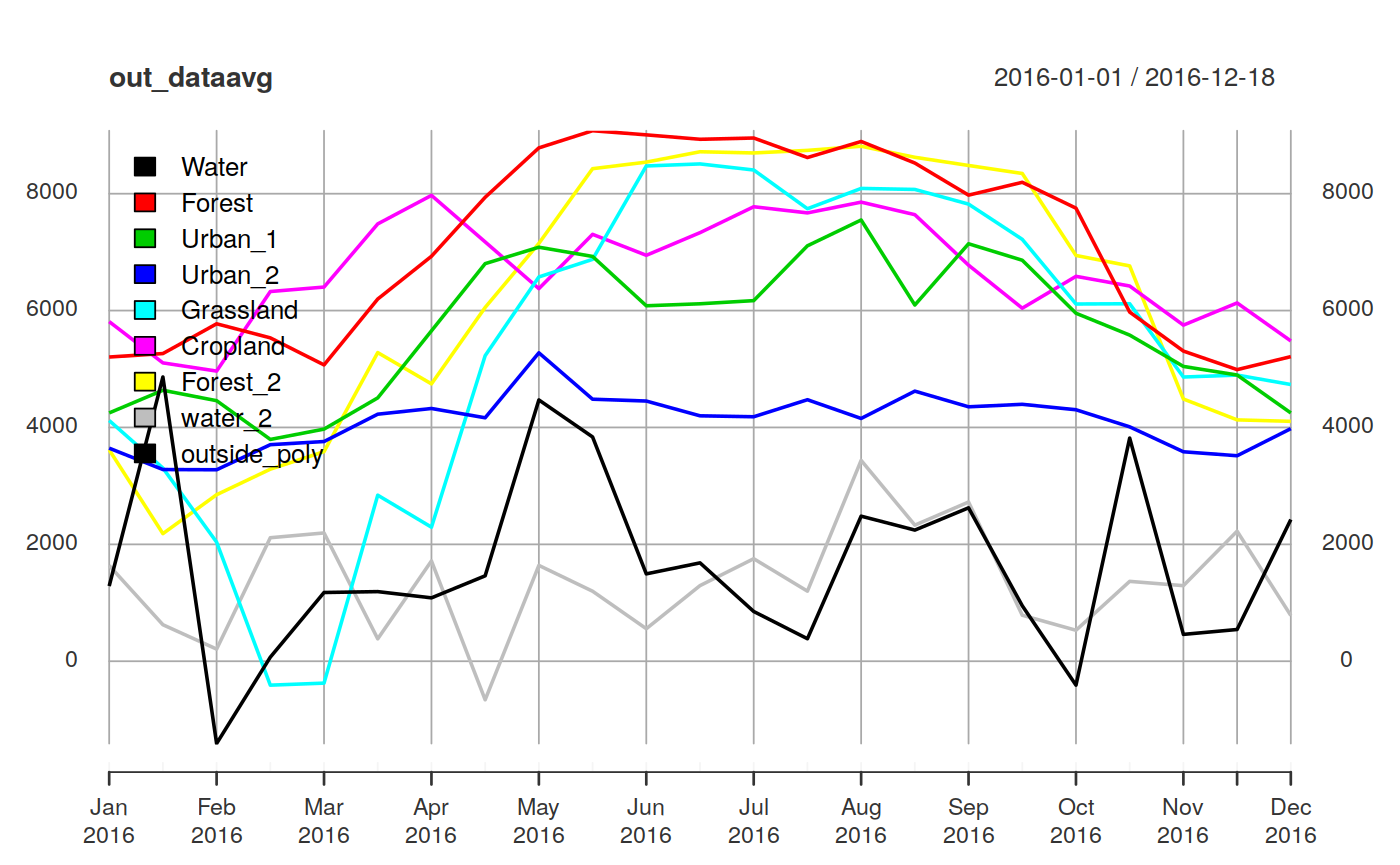 out_dataavg 2016-01-01 / 2016-12-18
Water
8000 8000
Forest
Urban_1
Urban_2
6000 Grassland 6000
Cropland
Forest_2
water_2
4000 4000
outside_poly
2000 2000
0 0
Jan Feb Mar Apr May Jun Jul Aug Sep Oct Nov Dec
2016 2016 2016 2016 2016 2016 2016 2016 2016 2016 2016 2016